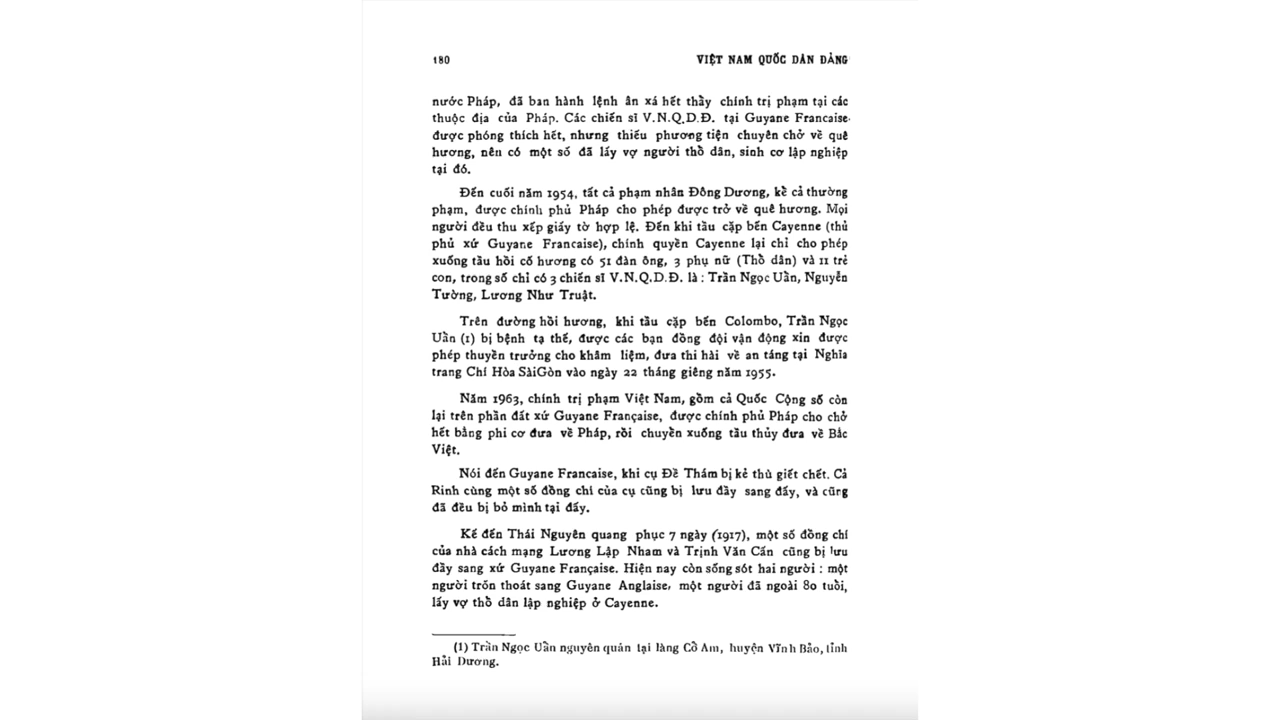 180 VIỆT NAM QUỐC DÂN ĐẢNG
nước Pháp, đã ban hành lệnh ân xá hết thầy chính trị phạm tại các
thuộc địa của Pháp. Các chiến sĩ V.N.Q.D.Đ. tại Guyane Francaise
được phóng thích hết, nhưng thiếu phương tiện chuyên chở về quê
hương, nên có một số đã lấy vợ người thổ dân, sinh cơ lập nghiệp
tại đó.
Đến cuối năm 1954, tất cả phạm nhân Đông Dương, kể cả thường
phạm, được chính phủ Pháp cho phép được trở về quê hương. Mọi
người đều thu xếp giấy tờ hợp lệ. Đến khi tầu cặp bến Cayenne (thủ
phủ xứ Guyane Francaise), chính quyền Cayenne lại chỉ cho phép
xuống tầu hồi cố hương có 51 đàn ông, 3 phụ nữ (Thổ dân) và 11 trẻ
con, trong số chỉ có 3 chiến sĩ V.N.Q.D.Đ. là : Trần Ngọc Uẩn, Nguyễn
Tường, Lương Như Truật.
Trên đường hồi hương, khi tầu cặp bến Colombo, Trần Ngọc
Uẩn (1) bị bệnh tạ thế, được các bạn đồng đội vận động xin được
phép thuyền trưởng cho khâm liệm, đưa thi hài về an táng tại Nghĩa
trang Chí Hòa SàiGòn vào ngày 22 tháng giêng năm 1955.
Năm 1963, chính trị phạm Việt Nam, gồm cả Quốc Cộng số còn
lại trên phần đất xứ Guyane Française, được chính phủ Pháp cho chở
hết bằng phi cơ đưa về Pháp, rồi chuyển xuống tầu thủy đưa về Bắc
Việt.
Nói đến Guyane Francaise, khi cụ Đề Thám bị kẻ thù giết chết. Cả
Rinh cùng một số đồng chí của cụ cũng bị lưu đầy sang đấy, và cũng
đã đều bị bỏ mình tại đấy.
Kế đến Thái Nguyên quang phục 7 ngày (1917), một số đồng chí
của nhà cách mạng Lương Lập Nham và Trịnh Văn Cấn cũng bị lưu
đầy sang xứ Guyane Française. Hiện nay còn sống sót hai người : một
người trốn thoát sang Guyane Anglaise, một người đã ngoài 80 tuổi,
lấy vợ thổ dân lập nghiệp ở Cayenne.
(1) Trần Ngọc Uẩn nguyên quán tại làng Cổ Am, huyện Vĩnh Bảo, tỉnh
Hải Dương.